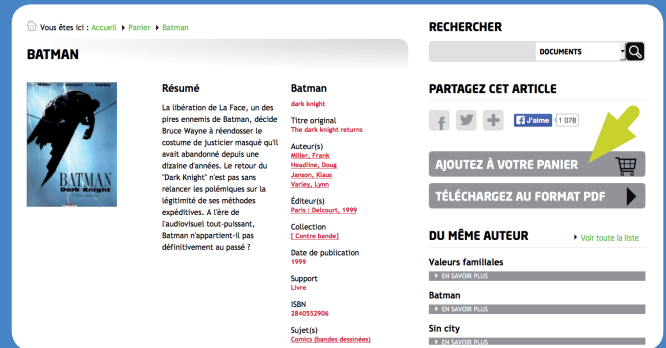 Vous êtes ici : Accueil ▸ Panier ▸ Batman
BATMAN
BATMAN
Dark Knight
Résumé
La libération de La Face, un des
pires ennemis de Batman, décide
Bruce Wayne à réendosser le
costume de justicier masqué qu'il
avait abandonné depuis une
dizaine d'années. Le retour du
"Dark Knight" n'est pas sans
relancer les polémiques sur la
légitimité de ses méthodes
expéditives. A l'ère de
l'audiovisuel tout-puissant,
Batman n'appartient-il pas
définitivement au passé ?
Batman
dark knight
Titre original
The dark knight returns
Auteur(s)
Miller, Frank
Headline, Doug
Janson, Klaus
Varley, Lynn
Éditeur(s)
Paris : Delcourt, 1999
Collection
[ Contre bande]
Date de publication
1999
Support
Livre
ISBN
2840552906
Sujet(s)
Comics (bandes dessinées)
RECHERCHER
DOCUMENTS
PARTAGEZ CET ARTICLE
J'aime 1 078
AJOUTEZ À VOTRE PANIER
TÉLÉCHARGEZ AU FORMAT PDF
DU MÊME AUTEUR ▸ Voir toute la liste
Valeurs familiales
▸ EN SAVOIR PLUS
Batman
▸ EN SAVOIR PLUS
Sin city
▸ EN SAVOIR PLUS